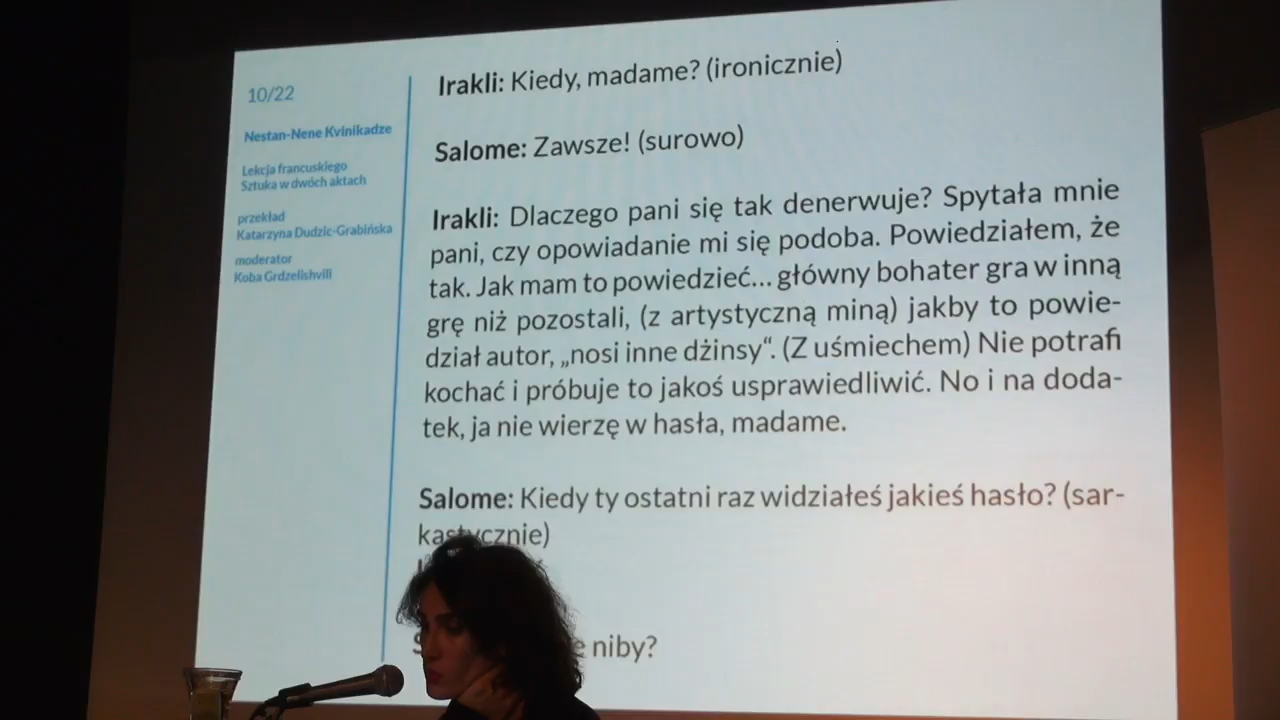 10/22
Nestan-Nene Kvinikadze
Lekcja francuskiego
Sztuka w dwóch aktach
przekład
Katarzyna Dudzic-Grabińska
moderator
Koba Grdzelishvili
Irakli: Kiedy, madame? (ironicznie)
Salome: Zawsze! (surowo)
Irakli: Dlaczego pani się tak denerwuje? Spytała mnie
pani, czy opowiadanie mi się podoba. Powiedziałem, że
tak. Jak mam to powiedzieć... główny bohater gra w inną
grę niż pozostali, (z artystyczną miną) jakby to powie-
dział autor, „nosi inne dżinsy“. (Z uśmiechem) Nie potrafi
kochać i próbuje to jakoś usprawiedliwić. No i na doda-
tek, ja nie wierzę w hasła, madame.
Salome: Kiedy ty ostatni raz widziałeś jakieś hasło? (sar-
kastycznie)
niby?